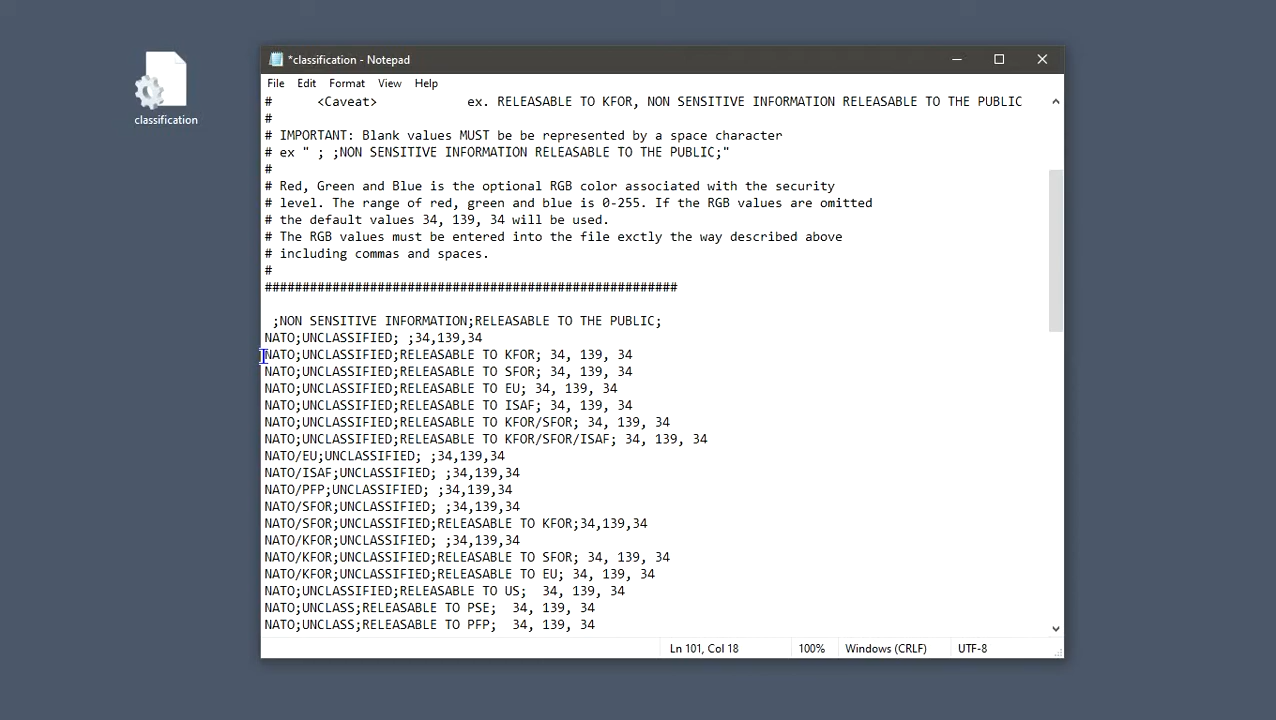 classification
*classification - Notepad
File Edit Format View Help
# <Caveat> ex. RELEASABLE TO KFOR, NON SENSITIVE INFORMATION RELEASABLE TO THE PUBLIC
#
# IMPORTANT: Blank values MUST be be represented by a space character
# ex " ; ;NON SENSITIVE INFORMATION RELEASABLE TO THE PUBLIC;"
#
# Red, Green and Blue is the optional RGB color associated with the security
# level. The range of red, green and blue is 0-255. If the RGB values are omitted
# the default values 34, 139, 34 will be used.
# The RGB values must be entered into the file exctly the way described above
# including commas and spaces.
#
#######################################################
;NON SENSITIVE INFORMATION;RELEASABLE TO THE PUBLIC;
NATO;UNCLASSIFIED; ;34,139,34
NATO;UNCLASSIFIED;RELEASABLE TO KFOR; 34, 139, 34
NATO;UNCLASSIFIED;RELEASABLE TO SFOR; 34, 139, 34
NATO;UNCLASSIFIED;RELEASABLE TO EU; 34, 139, 34
NATO;UNCLASSIFIED;RELEASABLE TO ISAF; 34, 139, 34
NATO;UNCLASSIFIED;RELEASABLE TO KFOR/SFOR; 34, 139, 34
NATO;UNCLASSIFIED;RELEASABLE TO KFOR/SFOR/ISAF; 34, 139, 34
NATO/EU;UNCLASSIFIED; ;34,139,34
NATO/ISAF;UNCLASSIFIED; ;34,139,34
NATO/PFP;UNCLASSIFIED; ;34,139,34
NATO/SFOR;UNCLASSIFIED; ;34,139,34
NATO/SFOR;UNCLASSIFIED;RELEASABLE TO KFOR;34,139,34
NATO/KFOR;UNCLASSIFIED; ;34,139,34
NATO/KFOR;UNCLASSIFIED;RELEASABLE TO SFOR; 34, 139, 34
NATO/KFOR;UNCLASSIFIED;RELEASABLE TO EU; 34, 139, 34
NATO;UNCLASSIFIED;RELEASABLE TO US;  34, 139, 34
NATO;UNCLASS;RELEASABLE TO PSE;  34, 139, 34
NATO;UNCLASS;RELEASABLE TO PFP;  34, 139, 34
Ln 101, Col 18 100% Windows (CRLF) UTF-8